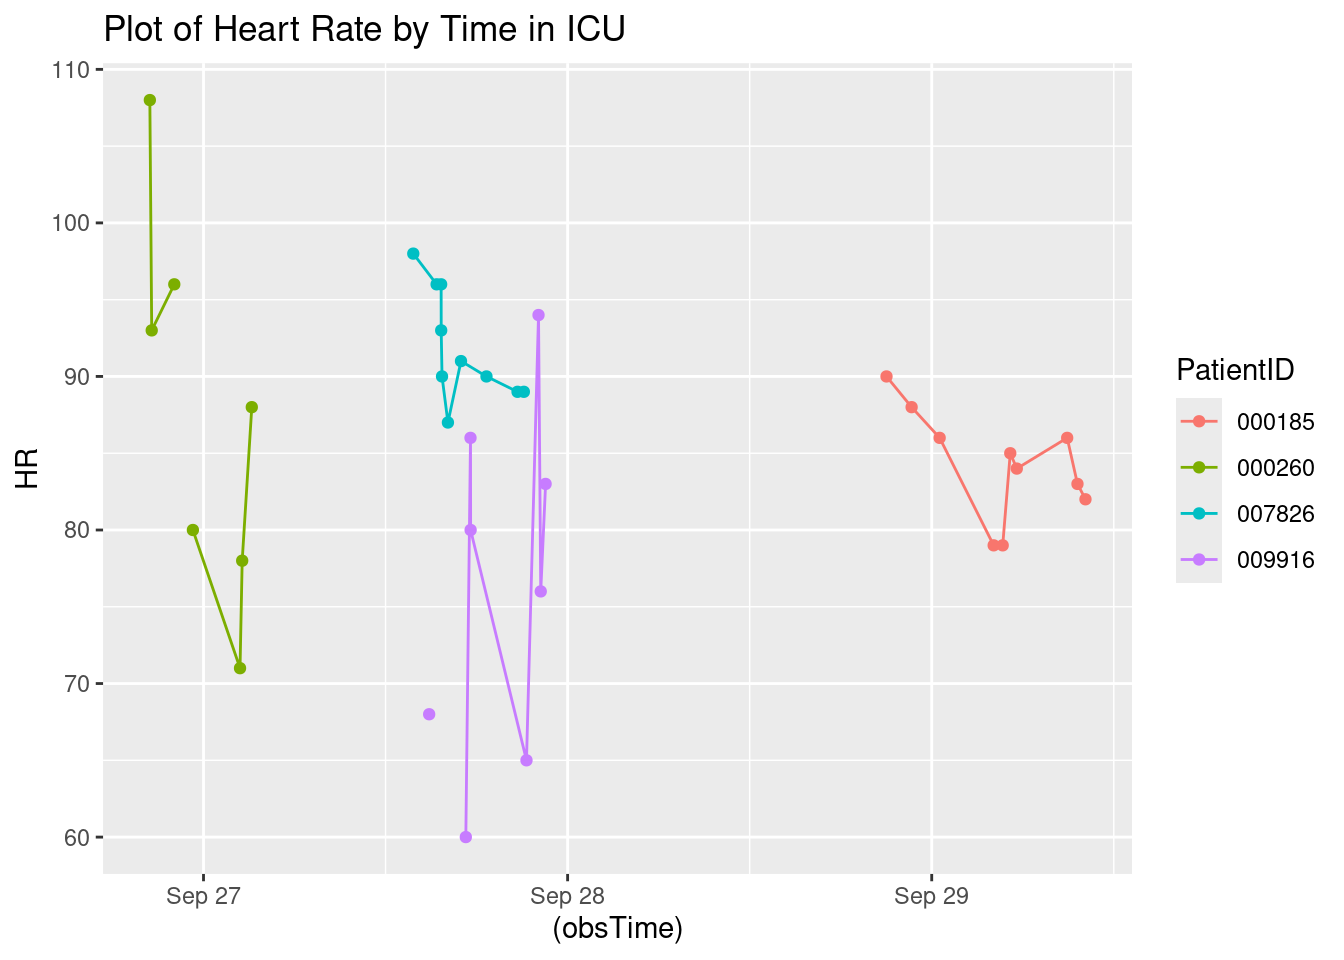 Plot of Heart Rate by Time in ICU
110
100
90
80
70
60
HR
Sep 27
Sep 28
Sep 29
(obsTime)
PatientID
000185
000260
007826
009916